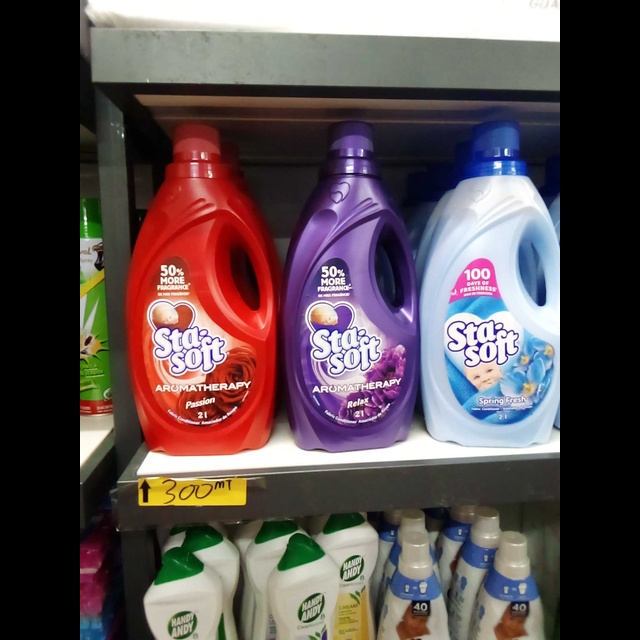 50%
MORE
FRAGRANCE
Sta-
soft
AROMATHERAPY
Passion
2l
50%
MORE
FRAGRANCE
Sta-
soft
AROMATHERAPY
Relax
2l
100
DAYS OF
FRESHNESS
Sta-
soft
Spring Fresh
2l
300MT
HANDY
ANDY
HANDY
ANDY
HANDY
ANDY
40
40